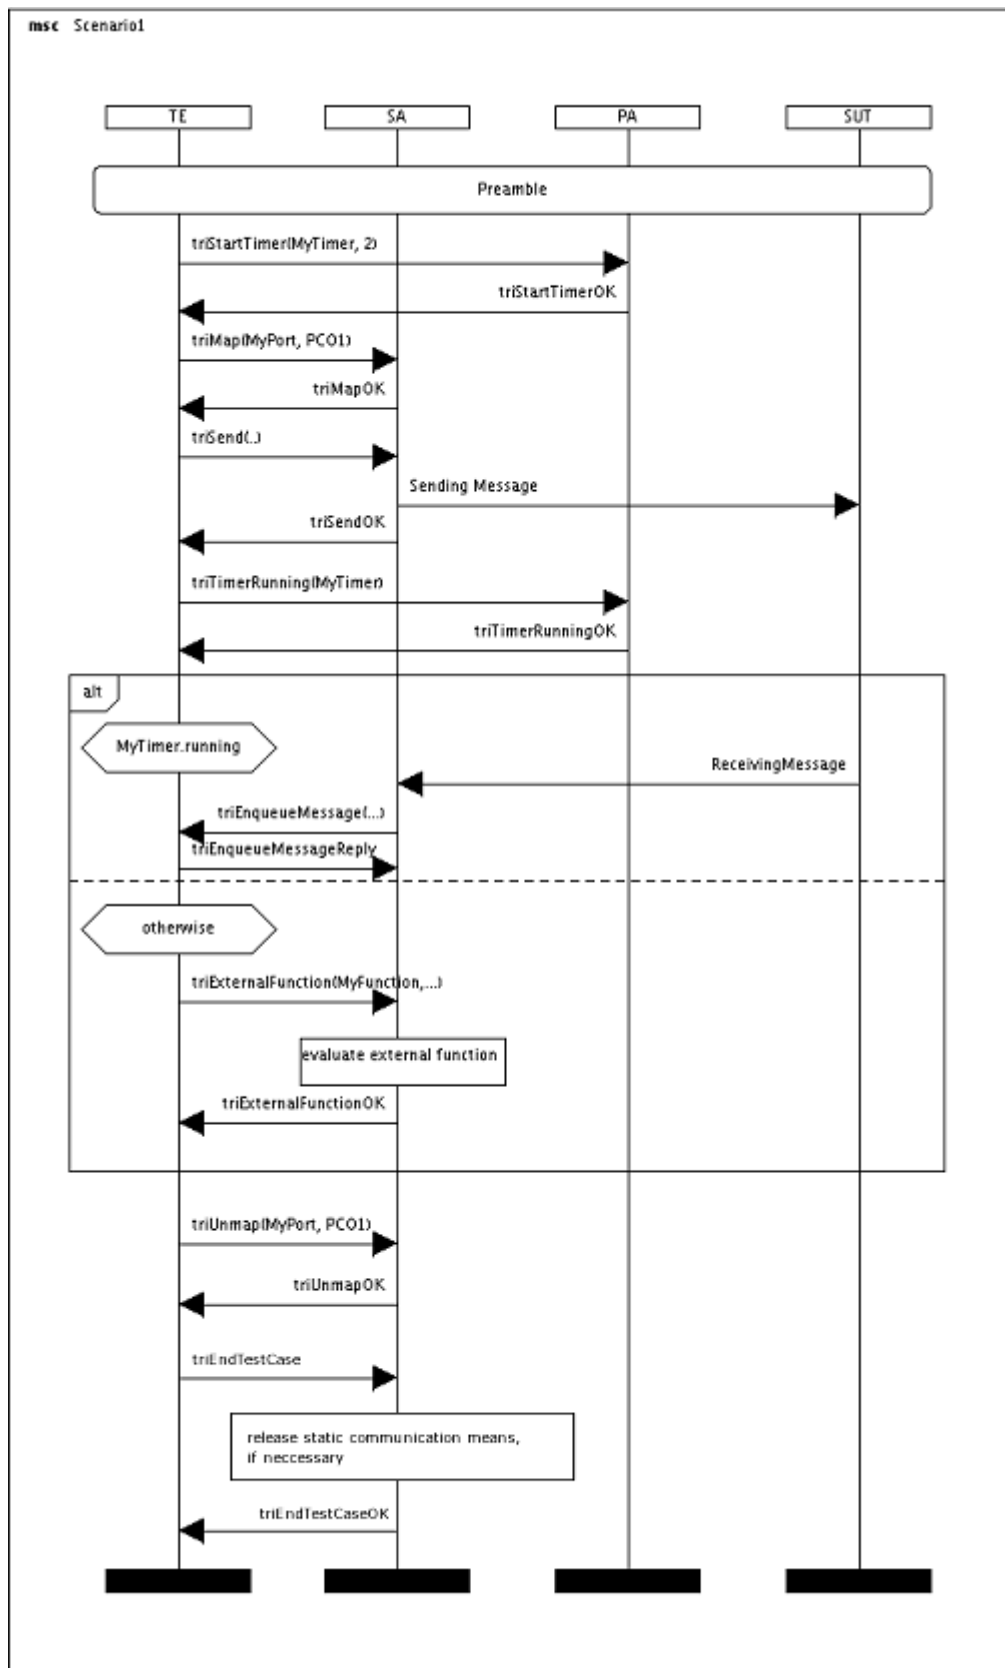 msc Scenario1
TE SA PA SUT
Preamble
triStartTimer(MyTimer, 2)
triStartTimerOK
triMap(MyPort, PCO1)
triMapOK
triSend(..)
Sending Message
triSendOK
triTimerRunning(MyTimer)
triTimerRunningOK
alt
MyTimer.running
ReceivingMessage
triEnqueueMessage(...)
triEnqueueMessageReply
otherwise
triExternalFunction(MyFunction,...)
evaluate external function
triExternalFunctionOK
triUnmap(MyPort, PCO1)
triUnmapOK
triEndTestCase
release static communication means,
if neccessary
triEndTestCaseOK